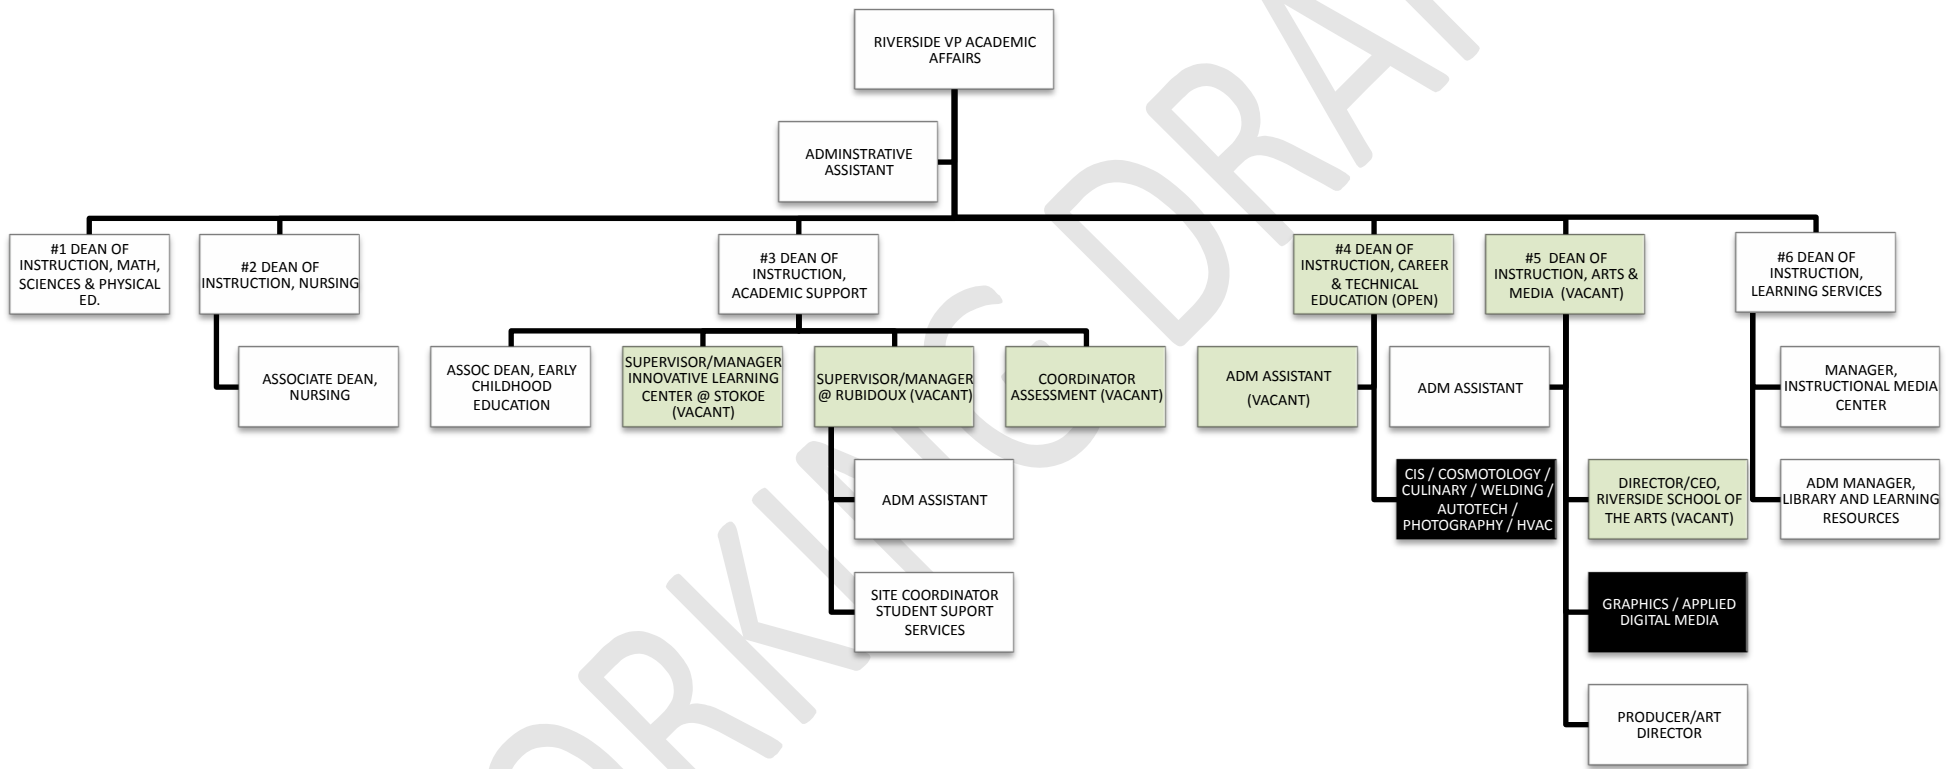 RIVERSIDE VP ACADEMIC
AFFAIRS
ADMINSTRATIVE
ASSISTANT
#1 DEAN OF
INSTRUCTION, MATH,
SCIENCES & PHYSICAL
ED.
#2 DEAN OF
INSTRUCTION, NURSING
#3 DEAN OF
INSTRUCTION,
ACADEMIC SUPPORT
#4 DEAN OF
INSTRUCTION, CAREER
& TECHNICAL
EDUCATION (OPEN)
#5 DEAN OF
INSTRUCTION, ARTS &
MEDIA (VACANT)
#6 DEAN OF
INSTRUCTION,
LEARNING SERVICES
ASSOCIATE DEAN,
NURSING
ASSOC DEAN, EARLY
CHILDHOOD
EDUCATION
SUPERVISOR/MANAGER
INNOVATIVE LEARNING
CENTER @ STOKOE
(VACANT)
SUPERVISOR/MANAGER
@ RUBIDOUX (VACANT)
COORDINATOR
ASSESSMENT (VACANT)
ADM ASSISTANT
(VACANT)
ADM ASSISTANT
MANAGER,
INSTRUCTIONAL MEDIA
CENTER
ADM ASSISTANT
CIS / COSMOTOLOGY /
CULINARY / WELDING /
AUTOTECH /
PHOTOGRAPHY / HVAC
DIRECTOR/CEO,
RIVERSIDE SCHOOL OF
THE ARTS (VACANT)
ADM MANAGER,
LIBRARY AND LEARNING
RESOURCES
SITE COORDINATOR
STUDENT SUPORT
SERVICES
GRAPHICS / APPLIED
DIGITAL MEDIA
PRODUCER/ART
DIRECTOR
ORKING DRA